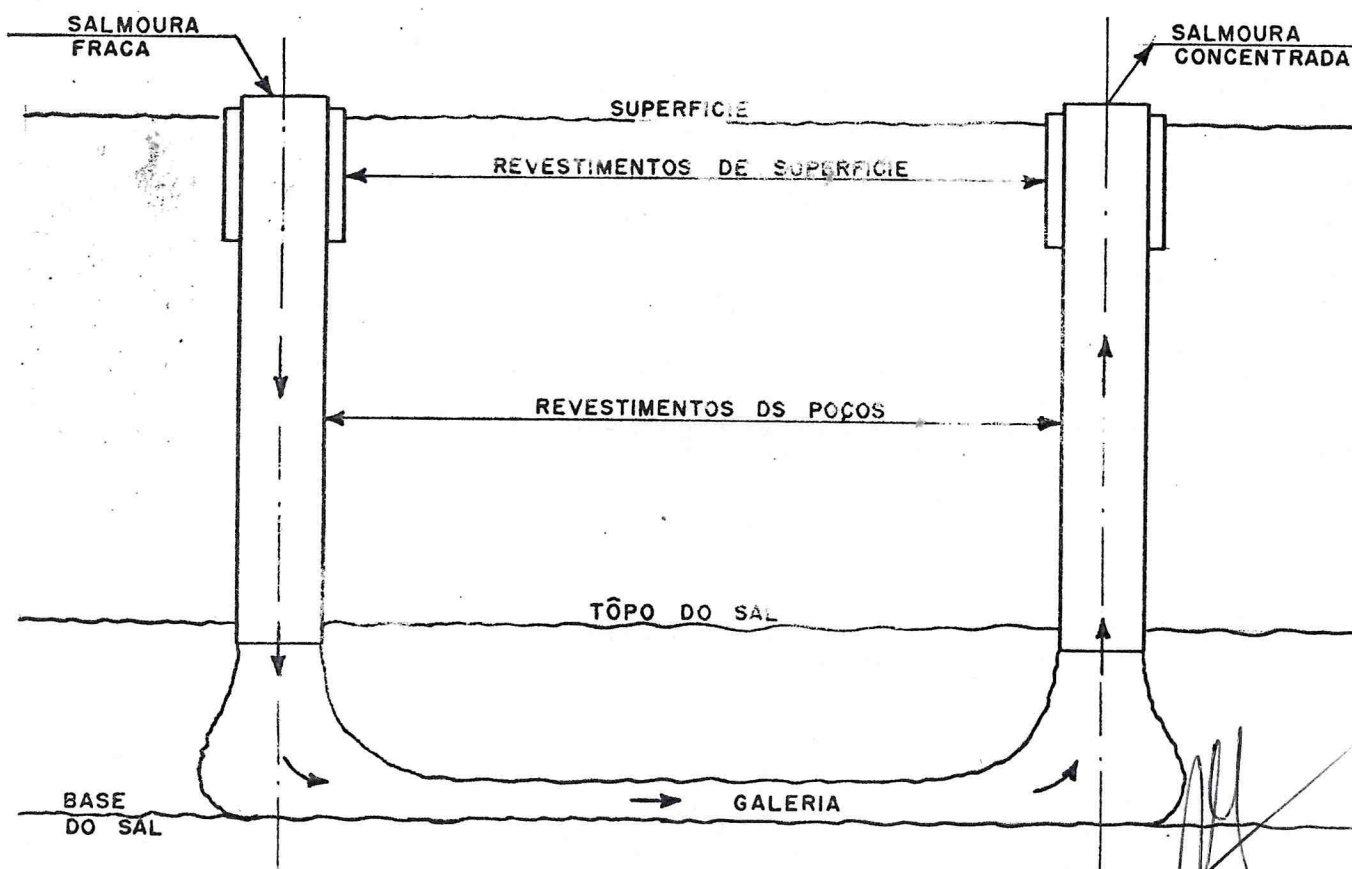 SALMOURA
FRACA
SALMOURA
CONCENTRADA
SUPERFICIE
REVESTIMENTOS DE SUPERFICIE
REVESTIMENTOS DS POÇOS
TÔPO DO SAL
BASE
DO SAL
GALERIA